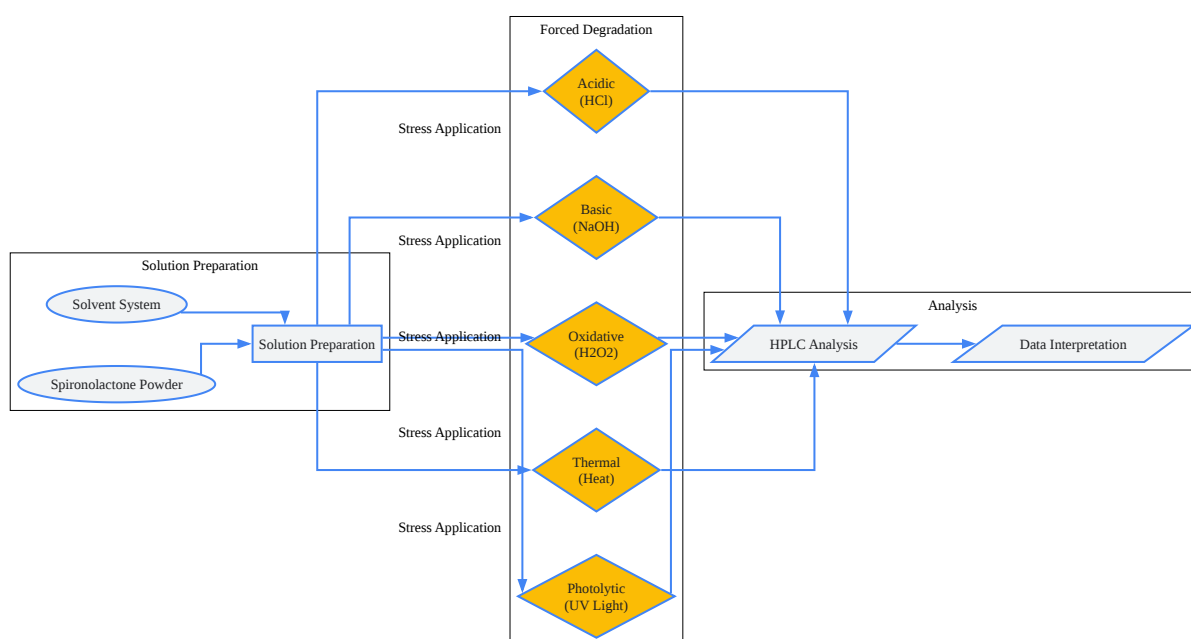 Forced Degradation
Acidic
(HCl)
Stress Application
Basic
(NaOH)
Stress Application
Solution Preparation
Solvent System
Solution Preparation
Spironolactone Powder
Stress Application
Oxidative
(H2O2)
Analysis
HPLC Analysis
Data Interpretation
Stress Application
Thermal
(Heat)
Stress Application
Photolytic
(UV Light)